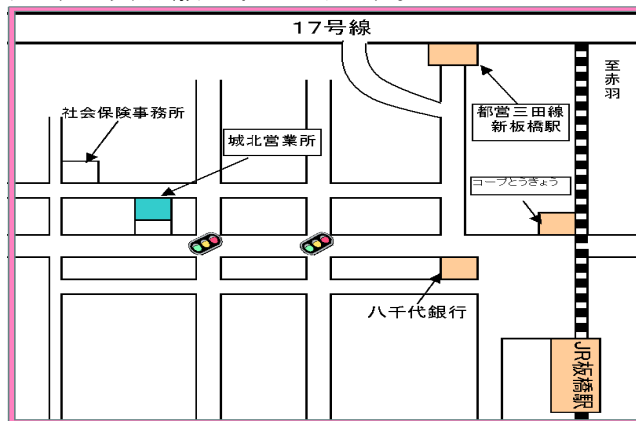 17号線
至赤羽
都営三田線
新板橋駅
社会保険事務所
城北営業所
コープとうきょう
八千代銀行
JR板橋駅